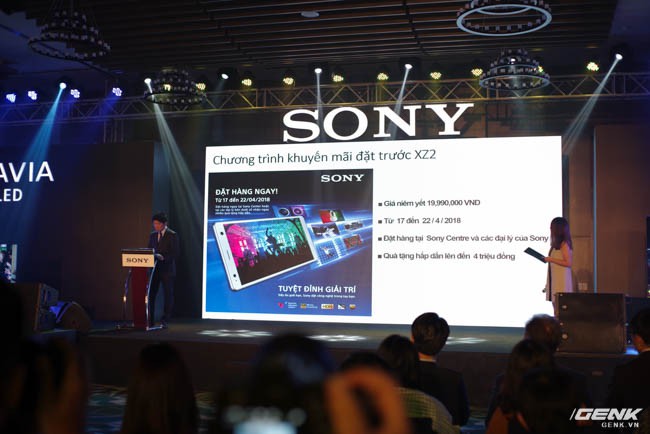 SONY
AVIA
LED
Chương trình khuyến mãi đặt trước XZ2
SONY
ĐẶT HÀNG NGAY!
Từ 17 đến 22/04/2018
TUYỆT ĐỈNH GIẢI TRÍ
Giá niêm yết 19,990,000 VND
Từ 17 đến 22/ 4 / 2018
Đặt hàng tại Sony Centre và các đại lý của Sony
Quà tặng hấp dẫn lên đến 4 triệu đồng
SONY
GENK
GENK.VN